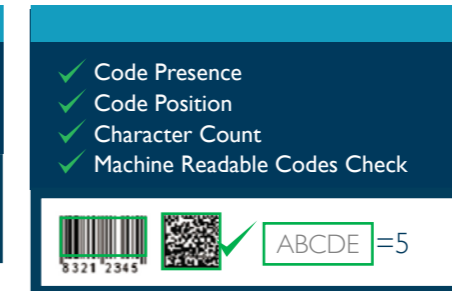 Code Presence
Code Position
Character Count
Machine Readable Codes Check
ABCDE =5
8321 2345